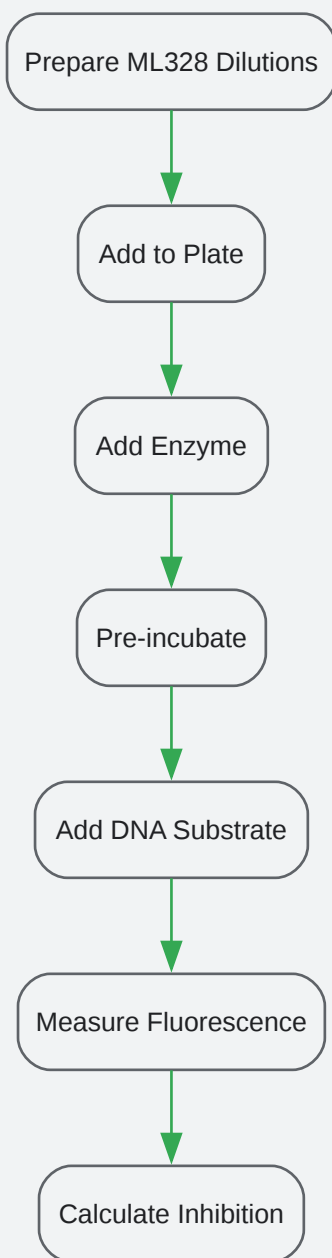 Prepare ML328 Dilutions
Add to Plate
Add Enzyme
Pre-incubate
Add DNA Substrate
Measure Fluorescence
Calculate Inhibition